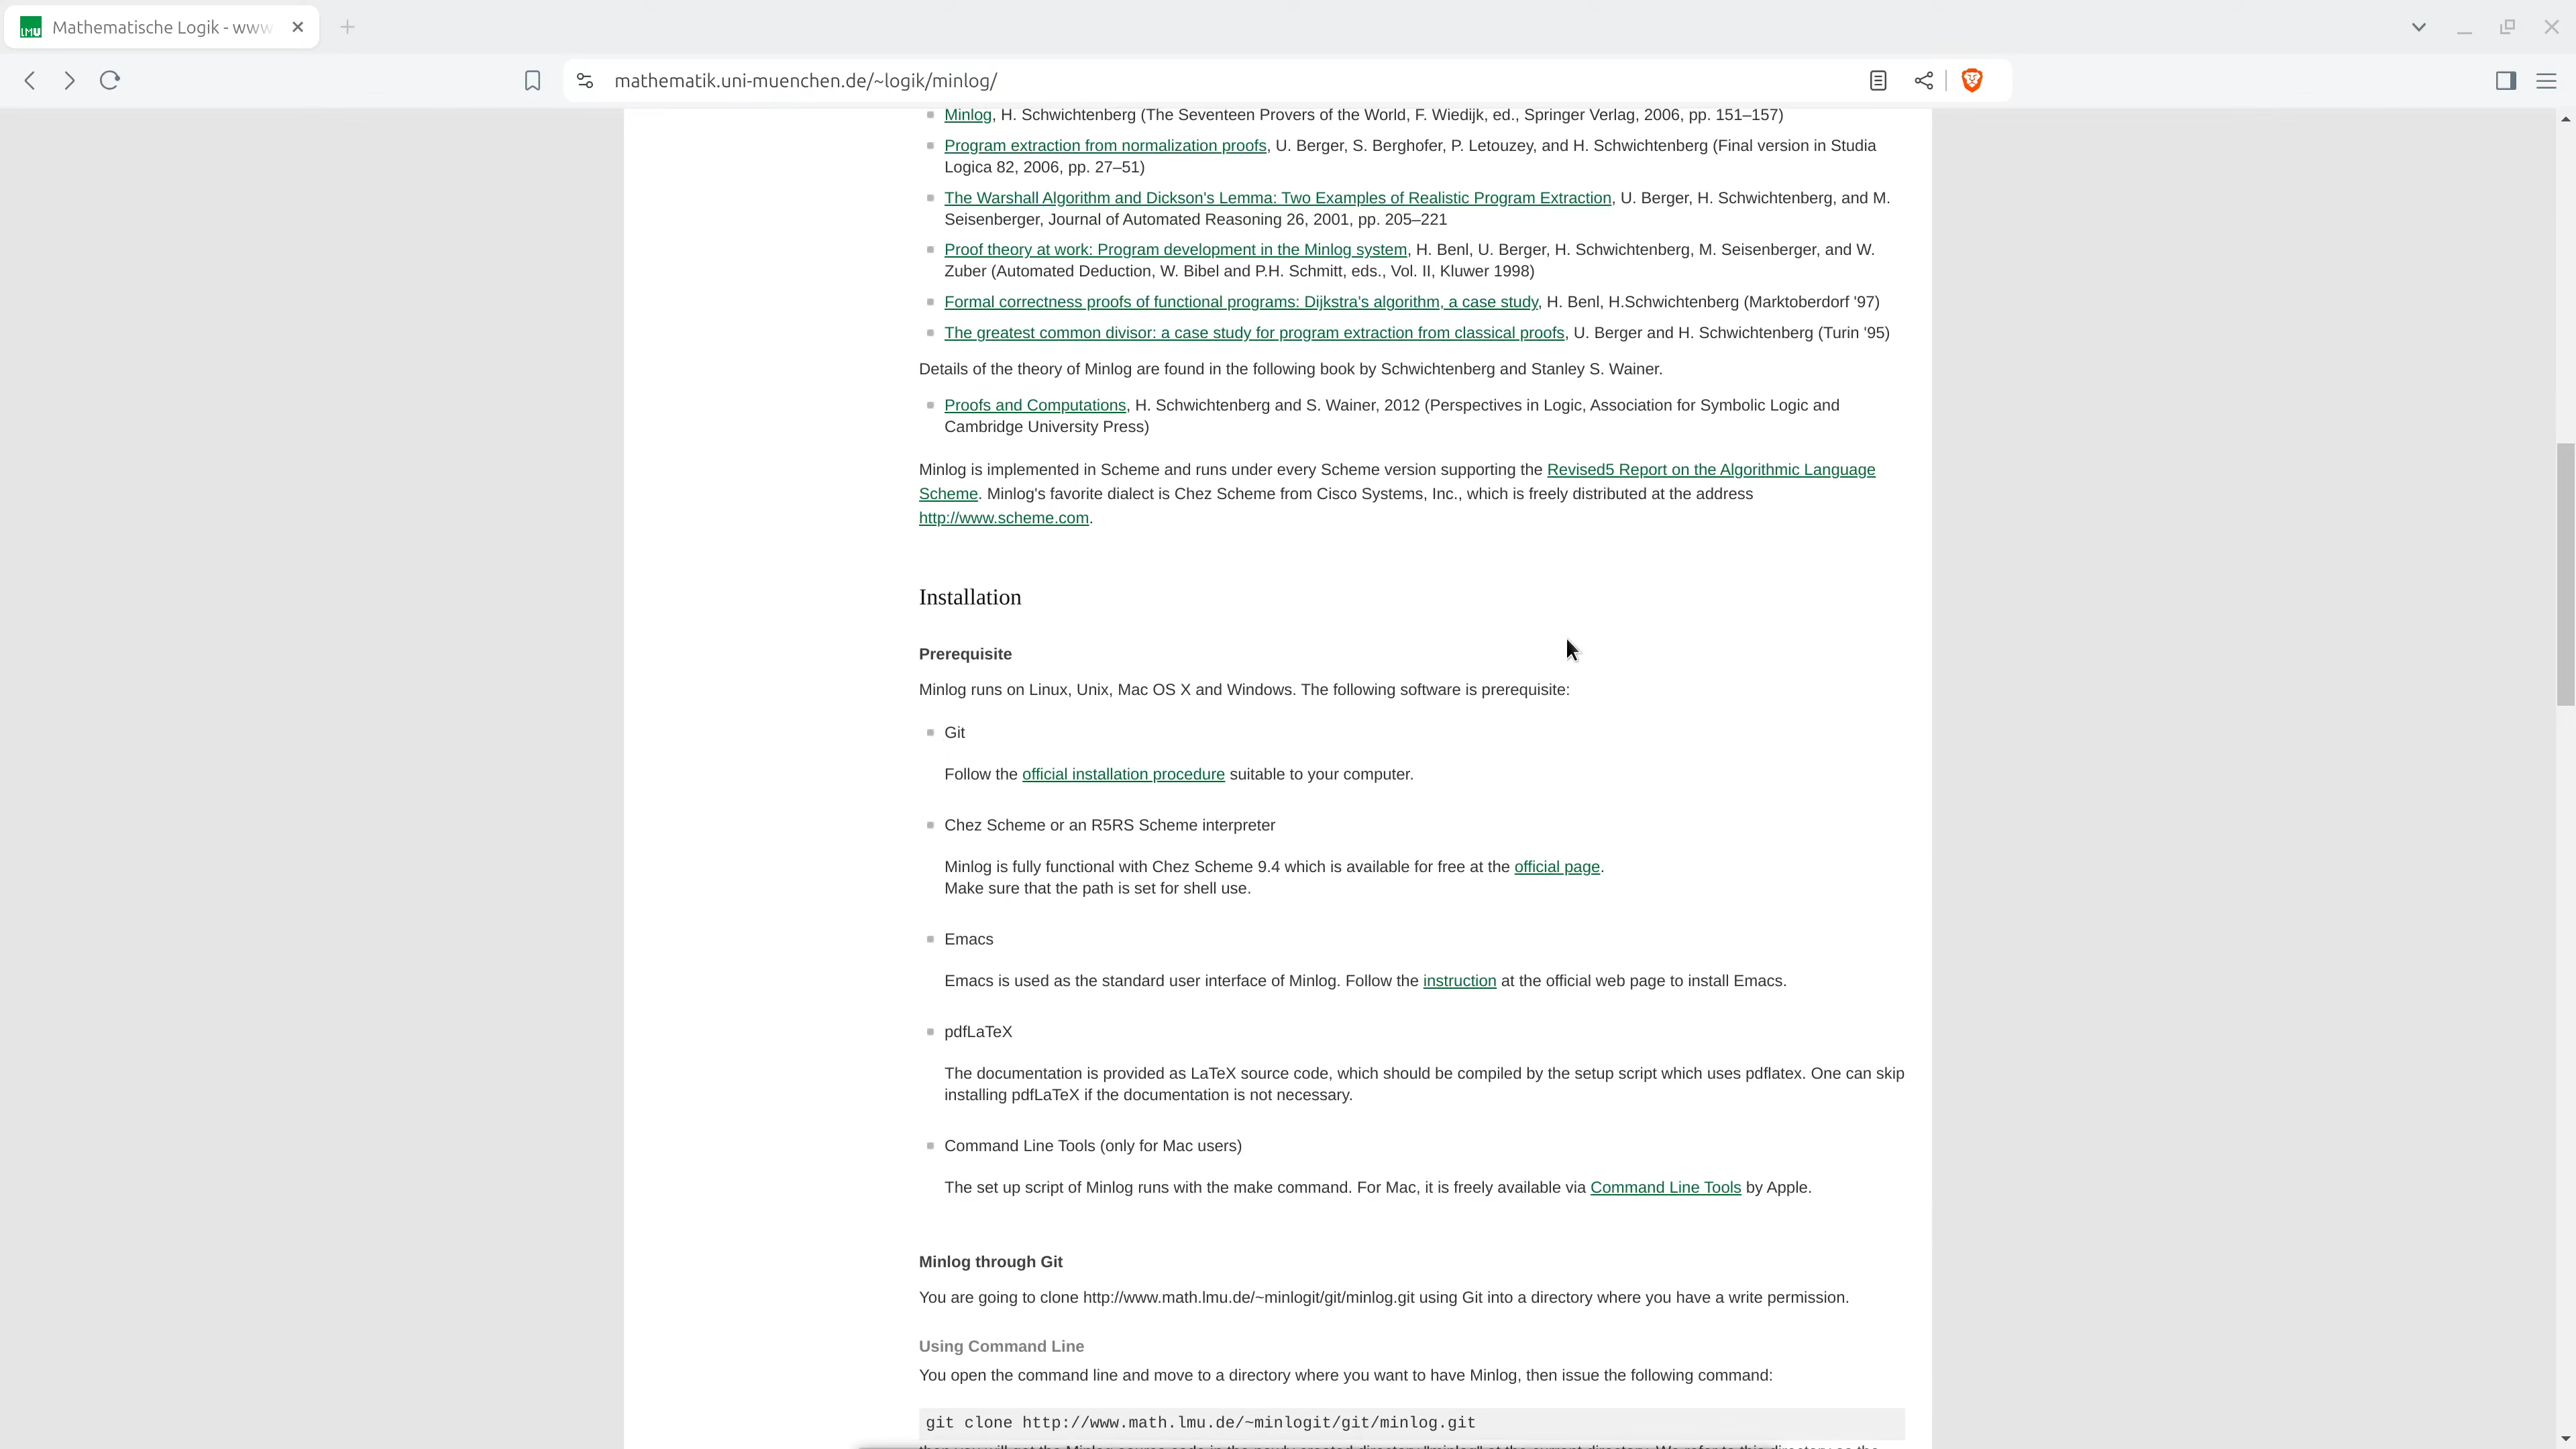 LMU
Mathematische Logik - www
mathematik.uni-muenchen.de/~logik/minlog/
Minlog, H. Schwichtenberg (The Seventeen Provers of the World, F. Wiedijk, ed., Springer Verlag, 2006, pp. 151–157)
Program extraction from normalization proofs, U. Berger, S. Berghofer, P. Letouzey, and H. Schwichtenberg (Final version in Studia
Logica 82, 2006, pp. 27–51)
The Warshall Algorithm and Dickson's Lemma: Two Examples of Realistic Program Extraction, U. Berger, H. Schwichtenberg, and M.
Seisenberger, Journal of Automated Reasoning 26, 2001, pp. 205–221
Proof theory at work: Program development in the Minlog system, H. Benl, U. Berger, H. Schwichtenberg, M. Seisenberger, and W.
Zuber (Automated Deduction, W. Bibel and P.H. Schmitt, eds., Vol. II, Kluwer 1998)
Formal correctness proofs of functional programs: Dijkstra's algorithm, a case study, H. Benl, H.Schwichtenberg (Marktoberdorf '97)
The greatest common divisor: a case study for program extraction from classical proofs, U. Berger and H. Schwichtenberg (Turin '95)
Details of the theory of Minlog are found in the following book by Schwichtenberg and Stanley S. Wainer.
Proofs and Computations, H. Schwichtenberg and S. Wainer, 2012 (Perspectives in Logic, Association for Symbolic Logic and
Cambridge University Press)
Minlog is implemented in Scheme and runs under every Scheme version supporting the Revised5 Report on the Algorithmic Language
Scheme. Minlog's favorite dialect is Chez Scheme from Cisco Systems, Inc., which is freely distributed at the address
http://www.scheme.com.
Installation
Prerequisite
Minlog runs on Linux, Unix, Mac OS X and Windows. The following software is prerequisite:
Git
Follow the official installation procedure suitable to your computer.
Chez Scheme or an R5RS Scheme interpreter
Minlog is fully functional with Chez Scheme 9.4 which is available for free at the official page.
Make sure that the path is set for shell use.
Emacs
Emacs is used as the standard user interface of Minlog. Follow the instruction at the official web page to install Emacs.
pdfLaTeX
The documentation is provided as LaTeX source code, which should be compiled by the setup script which uses pdflatex. One can skip
installing pdfLaTeX if the documentation is not necessary.
Command Line Tools (only for Mac users)
The set up script of Minlog runs with the make command. For Mac, it is freely available via Command Line Tools by Apple.
Minlog through Git
You are going to clone http://www.math.lmu.de/~minlogit/git/minlog.git using Git into a directory where you have a write permission.
Using Command Line
You open the command line and move to a directory where you want to have Minlog, then issue the following command:
git clone http://www.math.lmu.de/~minlogit/git/minlog.git